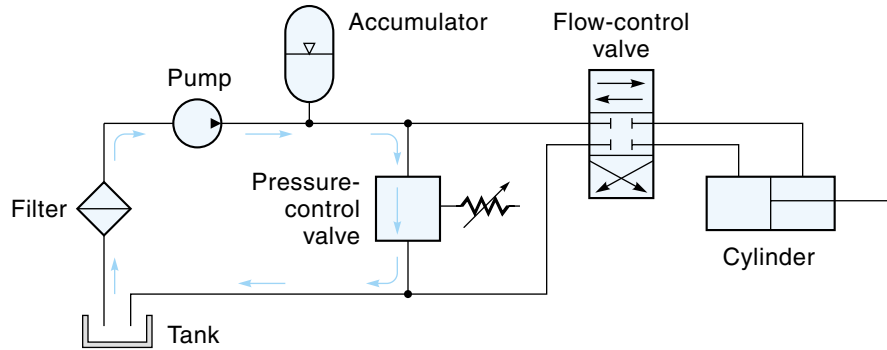 Accumulator
Flow-control
valve
Pump
Pressure-
control
valve
Filter
Cylinder
Tank